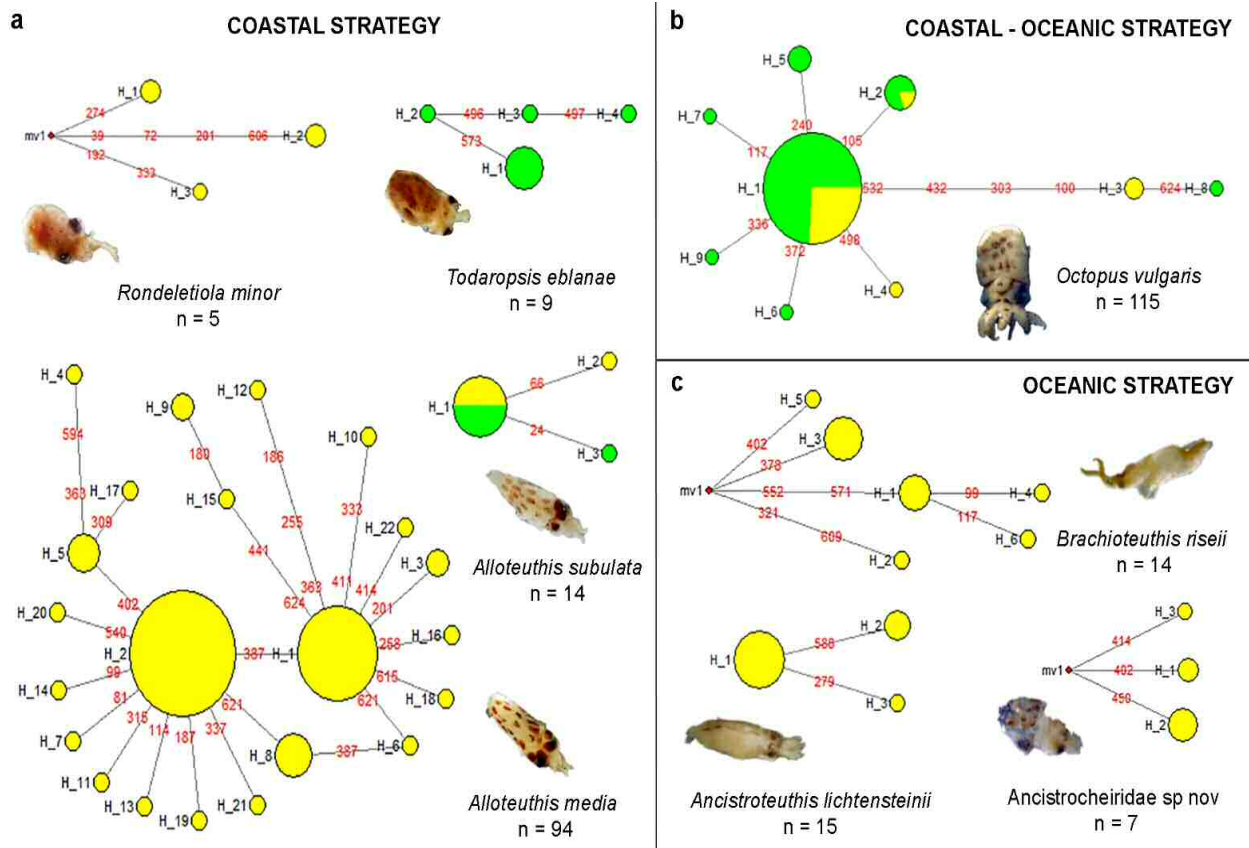 a
COASTAL STRATEGY
H_1
274
mv1
39
72
201
606
H_2
192
333
H_3
Rondeletiola minor
n = 5
H_2
496
H_3
497
H_4
573
H_1
Todaropsis eblanae
n = 9
H_4
594
363
H_17
309
H_5
402
H_9
180
H_15
441
624
H_12
186
255
363
H_10
333
411
H_22
414
H_3
201
H_20
540
H_2
387
H_1
258
H_16
615
H_18
621
H_6
99
H_14
81
H_7
315
H_11
114
H_13
187
H_19
337
H_21
621
H_8
387
Alloteuthis media
n = 94
H_1
66
H_2
24
H_3
Alloteuthis subulata
n = 14
b
COASTAL - OCEANIC STRATEGY
H_5
240
H_2
105
H_7
117
H_1
632
432
303
100
H_3
624
H_8
336
H_9
372
H_6
498
H_4
Octopus vulgaris
n = 115
c
OCEANIC STRATEGY
H_5
402
H_3
378
mv1
552
571
H_1
99
H_4
117
H_6
321
609
H_2
Brachioteuthis riseii
n = 14
H_1
588
H_2
279
H_3
Ancistroteuthis lichtensteinii
n = 15
H_3
414
mv1
402
H_1
450
H_2
Ancistrocheiridae sp nov
n = 7